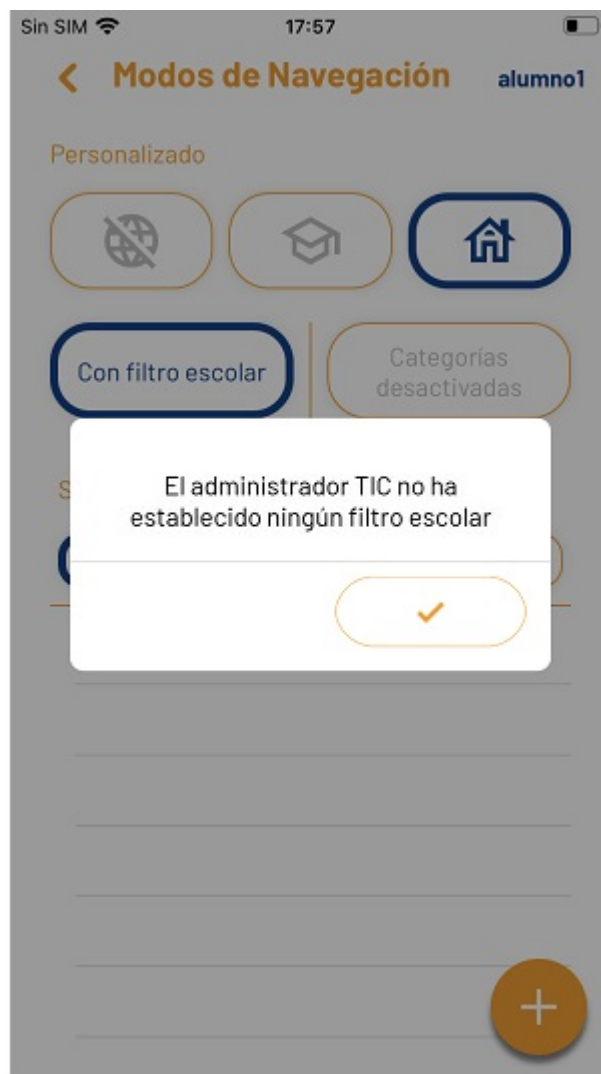 Sin SIM 17:57
Modos de Navegación alumno1
Personalizado
Con filtro escolar
Categorías
desactivadas
S
El administrador TIC no ha
establecido ningún filtro escolar